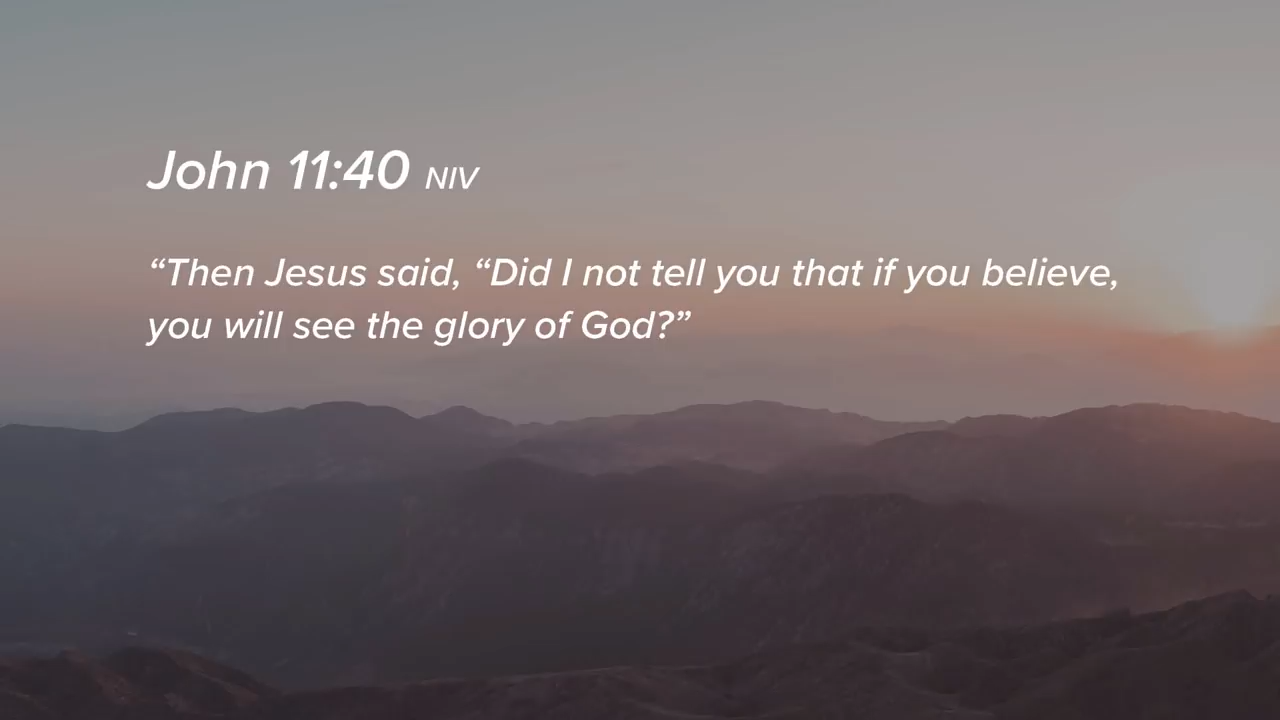 John 11:40 NIV
“Then Jesus said, “Did I not tell you that if you believe,
you will see the glory of God?”